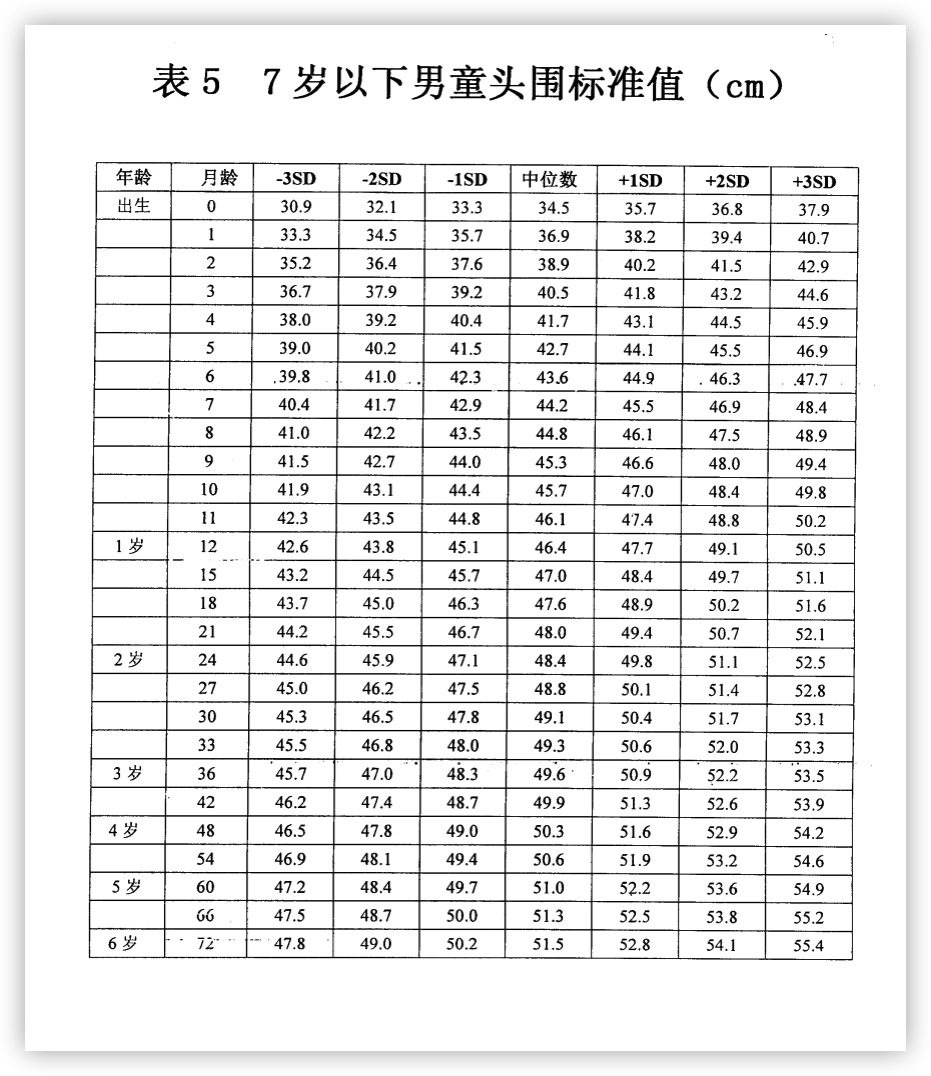 表 5 7 岁以下男童头围标准值（cm）
年龄 月龄 -3SD -2SD -1SD 中位数 +1SD +2SD +3SD
出生 0 30.9 32.1 33.3 34.5 35.7 36.8 37.9
1 33.3 34.5 35.7 36.9 38.2 39.4 40.7
2 35.2 36.4 37.6 38.9 40.2 41.5 42.9
3 36.7 37.9 39.2 40.5 41.8 43.2 44.6
4 38.0 39.2 40.4 41.7 43.1 44.5 45.9
5 39.0 40.2 41.5 42.7 44.1 45.5 46.9
6 39.8 41.0 42.3 43.6 44.9 46.3 47.7
7 40.4 41.7 42.9 44.2 45.5 46.9 48.4
8 41.0 42.2 43.5 44.8 46.1 47.5 48.9
9 41.5 42.7 44.0 45.3 46.6 48.0 49.4
10 41.9 43.1 44.4 45.7 47.0 48.4 49.8
11 42.3 43.5 44.8 46.1 47.4 48.8 50.2
1 岁 12 42.6 43.8 45.1 46.4 47.7 49.1 50.5
15 43.2 44.5 45.7 47.0 48.4 49.7 51.1
18 43.7 45.0 46.3 47.6 48.9 50.2 51.6
21 44.2 45.5 46.7 48.0 49.4 50.7 52.1
2 岁 24 44.6 45.9 47.1 48.4 49.8 51.1 52.5
27 45.0 46.2 47.5 48.8 50.1 51.4 52.8
30 45.3 46.5 47.8 49.1 50.4 51.7 53.1
33 45.5 46.8 48.0 49.3 50.6 52.0 53.3
3 岁 36 45.7 47.0 48.3 49.6 50.9 52.2 53.5
42 46.2 47.4 48.7 49.9 51.3 52.6 53.9
4 岁 48 46.5 47.8 49.0 50.3 51.6 52.9 54.2
54 46.9 48.1 49.4 50.6 51.9 53.2 54.6
5 岁 60 47.2 48.4 49.7 51.0 52.2 53.6 54.9
66 47.5 48.7 50.0 51.3 52.5 53.8 55.2
6 岁 72 47.8 49.0 50.2 51.5 52.8 54.1 55.4